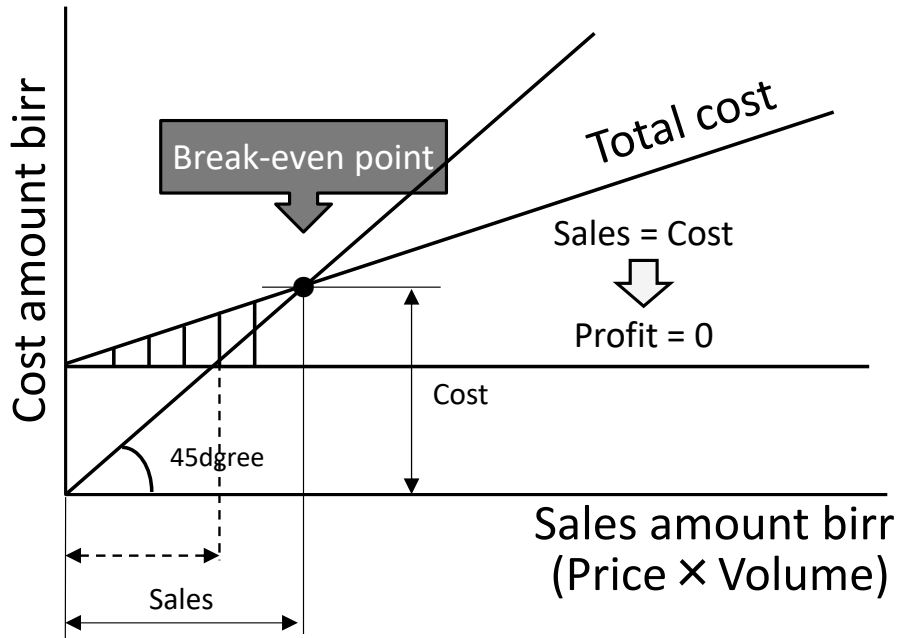 Cost amount birr
Break-even point
Total cost
Sales = Cost
Profit = 0
Cost
45dgree
Sales amount birr
(Price × Volume)
Sales